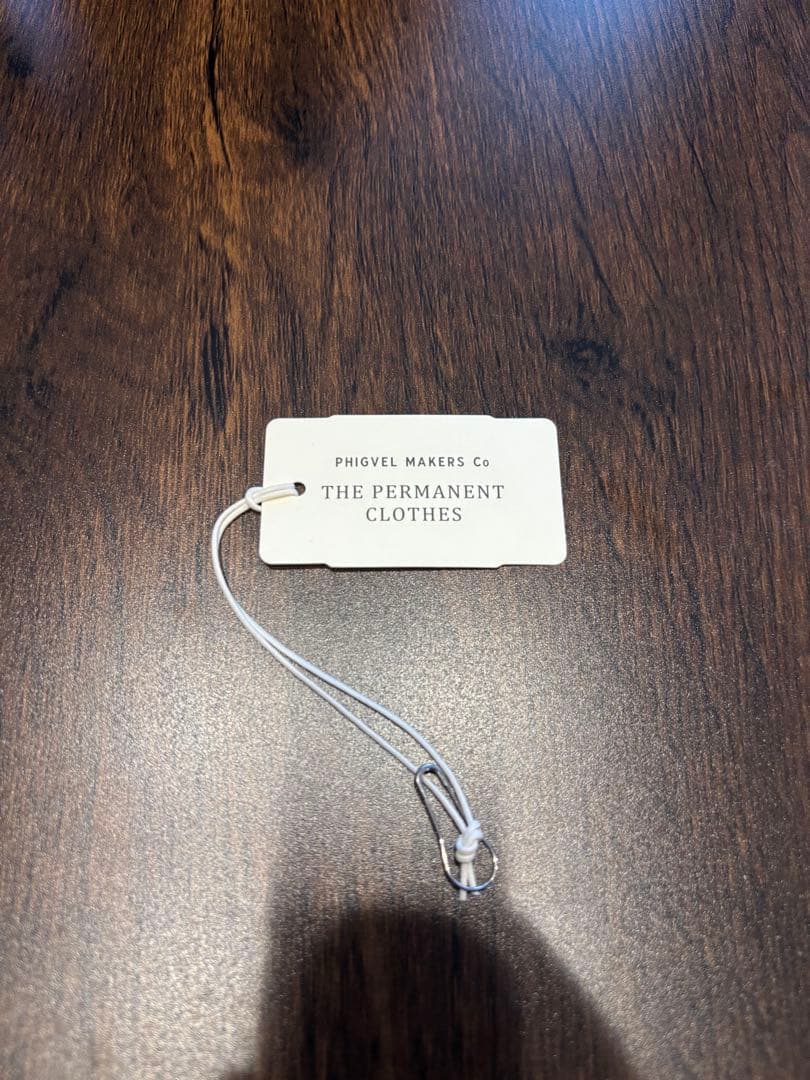 PHIGVEL MAKERS Co
THE PERMANENT
CLOTHES